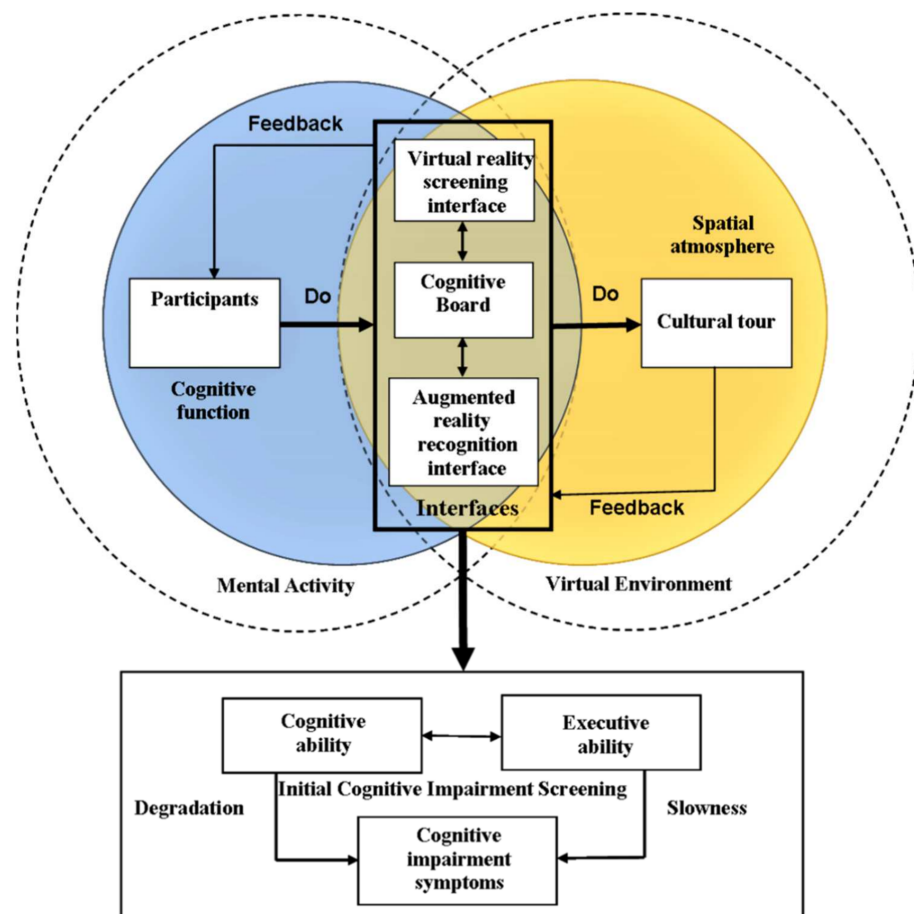 Feedback
Virtual reality
screening
interface
Spatial
atmosphere
Participants
Do
Cognitive
Board
Do
Cultural tour
Cognitive
function
Augmented
reality
recognition
interface
Interfaces
Feedback
Mental Activity
Virtual Environment
Cognitive
ability
Executive
ability
Initial Cognitive Impairment Screening
Degradation
Slowness
Cognitive
impairment
symptoms